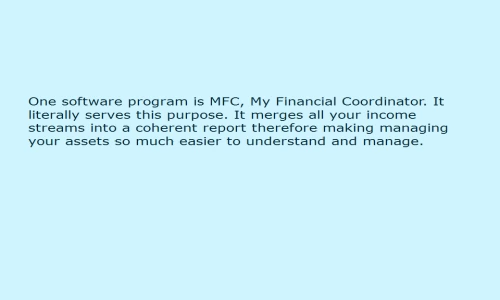 One software program is MFC, My Financial Coordinator. It
literally serves this purpose. It merges all your income
streams into a coherent report therefore making managing
your assets so much easier to understand and manage.